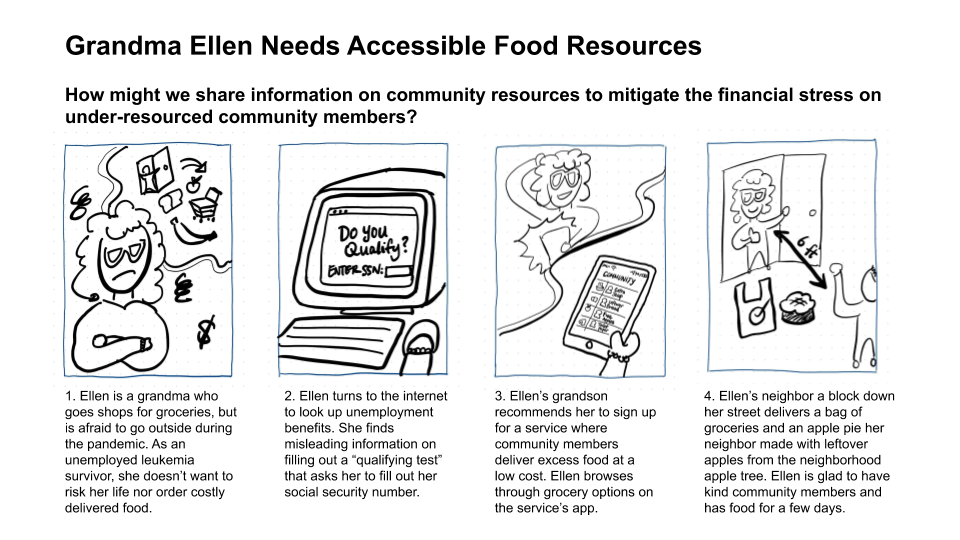 Grandma Ellen Needs Accessible Food Resources
How might we share information on community resources to mitigate the financial stress on
under-resourced community members?
$
Do you
Qualify?
ENTER SSN:
COMMUNITY
6 ft
1. Ellen is a grandma who
goes shops for groceries, but
is afraid to go outside during
the pandemic. As an
unemployed leukemia
survivor, she doesn't want to
risk her life nor order costly
delivered food.
2. Ellen turns to the internet
to look up unemployment
benefits. She finds
misleading information on
filling out a “qualifying test”
that asks her to fill out her
social security number.
3. Ellen’s grandson
recommends her to sign up
for a service where
community members
deliver excess food at a
low cost. Ellen browses
through grocery options on
the service’s app.
4. Ellen’s neighbor a block down
her street delivers a bag of
groceries and an apple pie her
neighbor made with leftover
apples from the neighborhood
apple tree. Ellen is glad to have
kind community members and
has food for a few days.